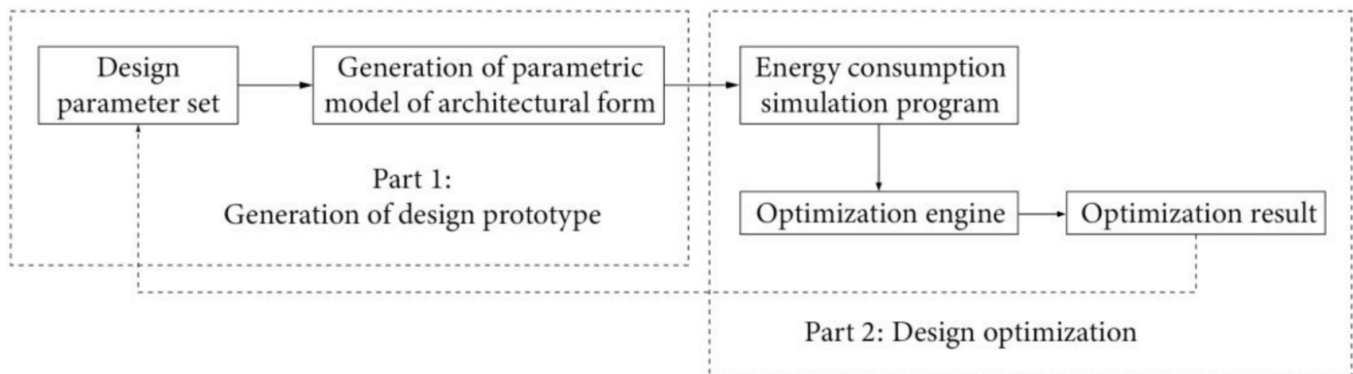 Design
parameter set
Generation of parametric
model of architectural form
Part 1:
Generation of design prototype
Energy consumption
simulation program
Optimization engine
Optimization result
Part 2: Design optimization